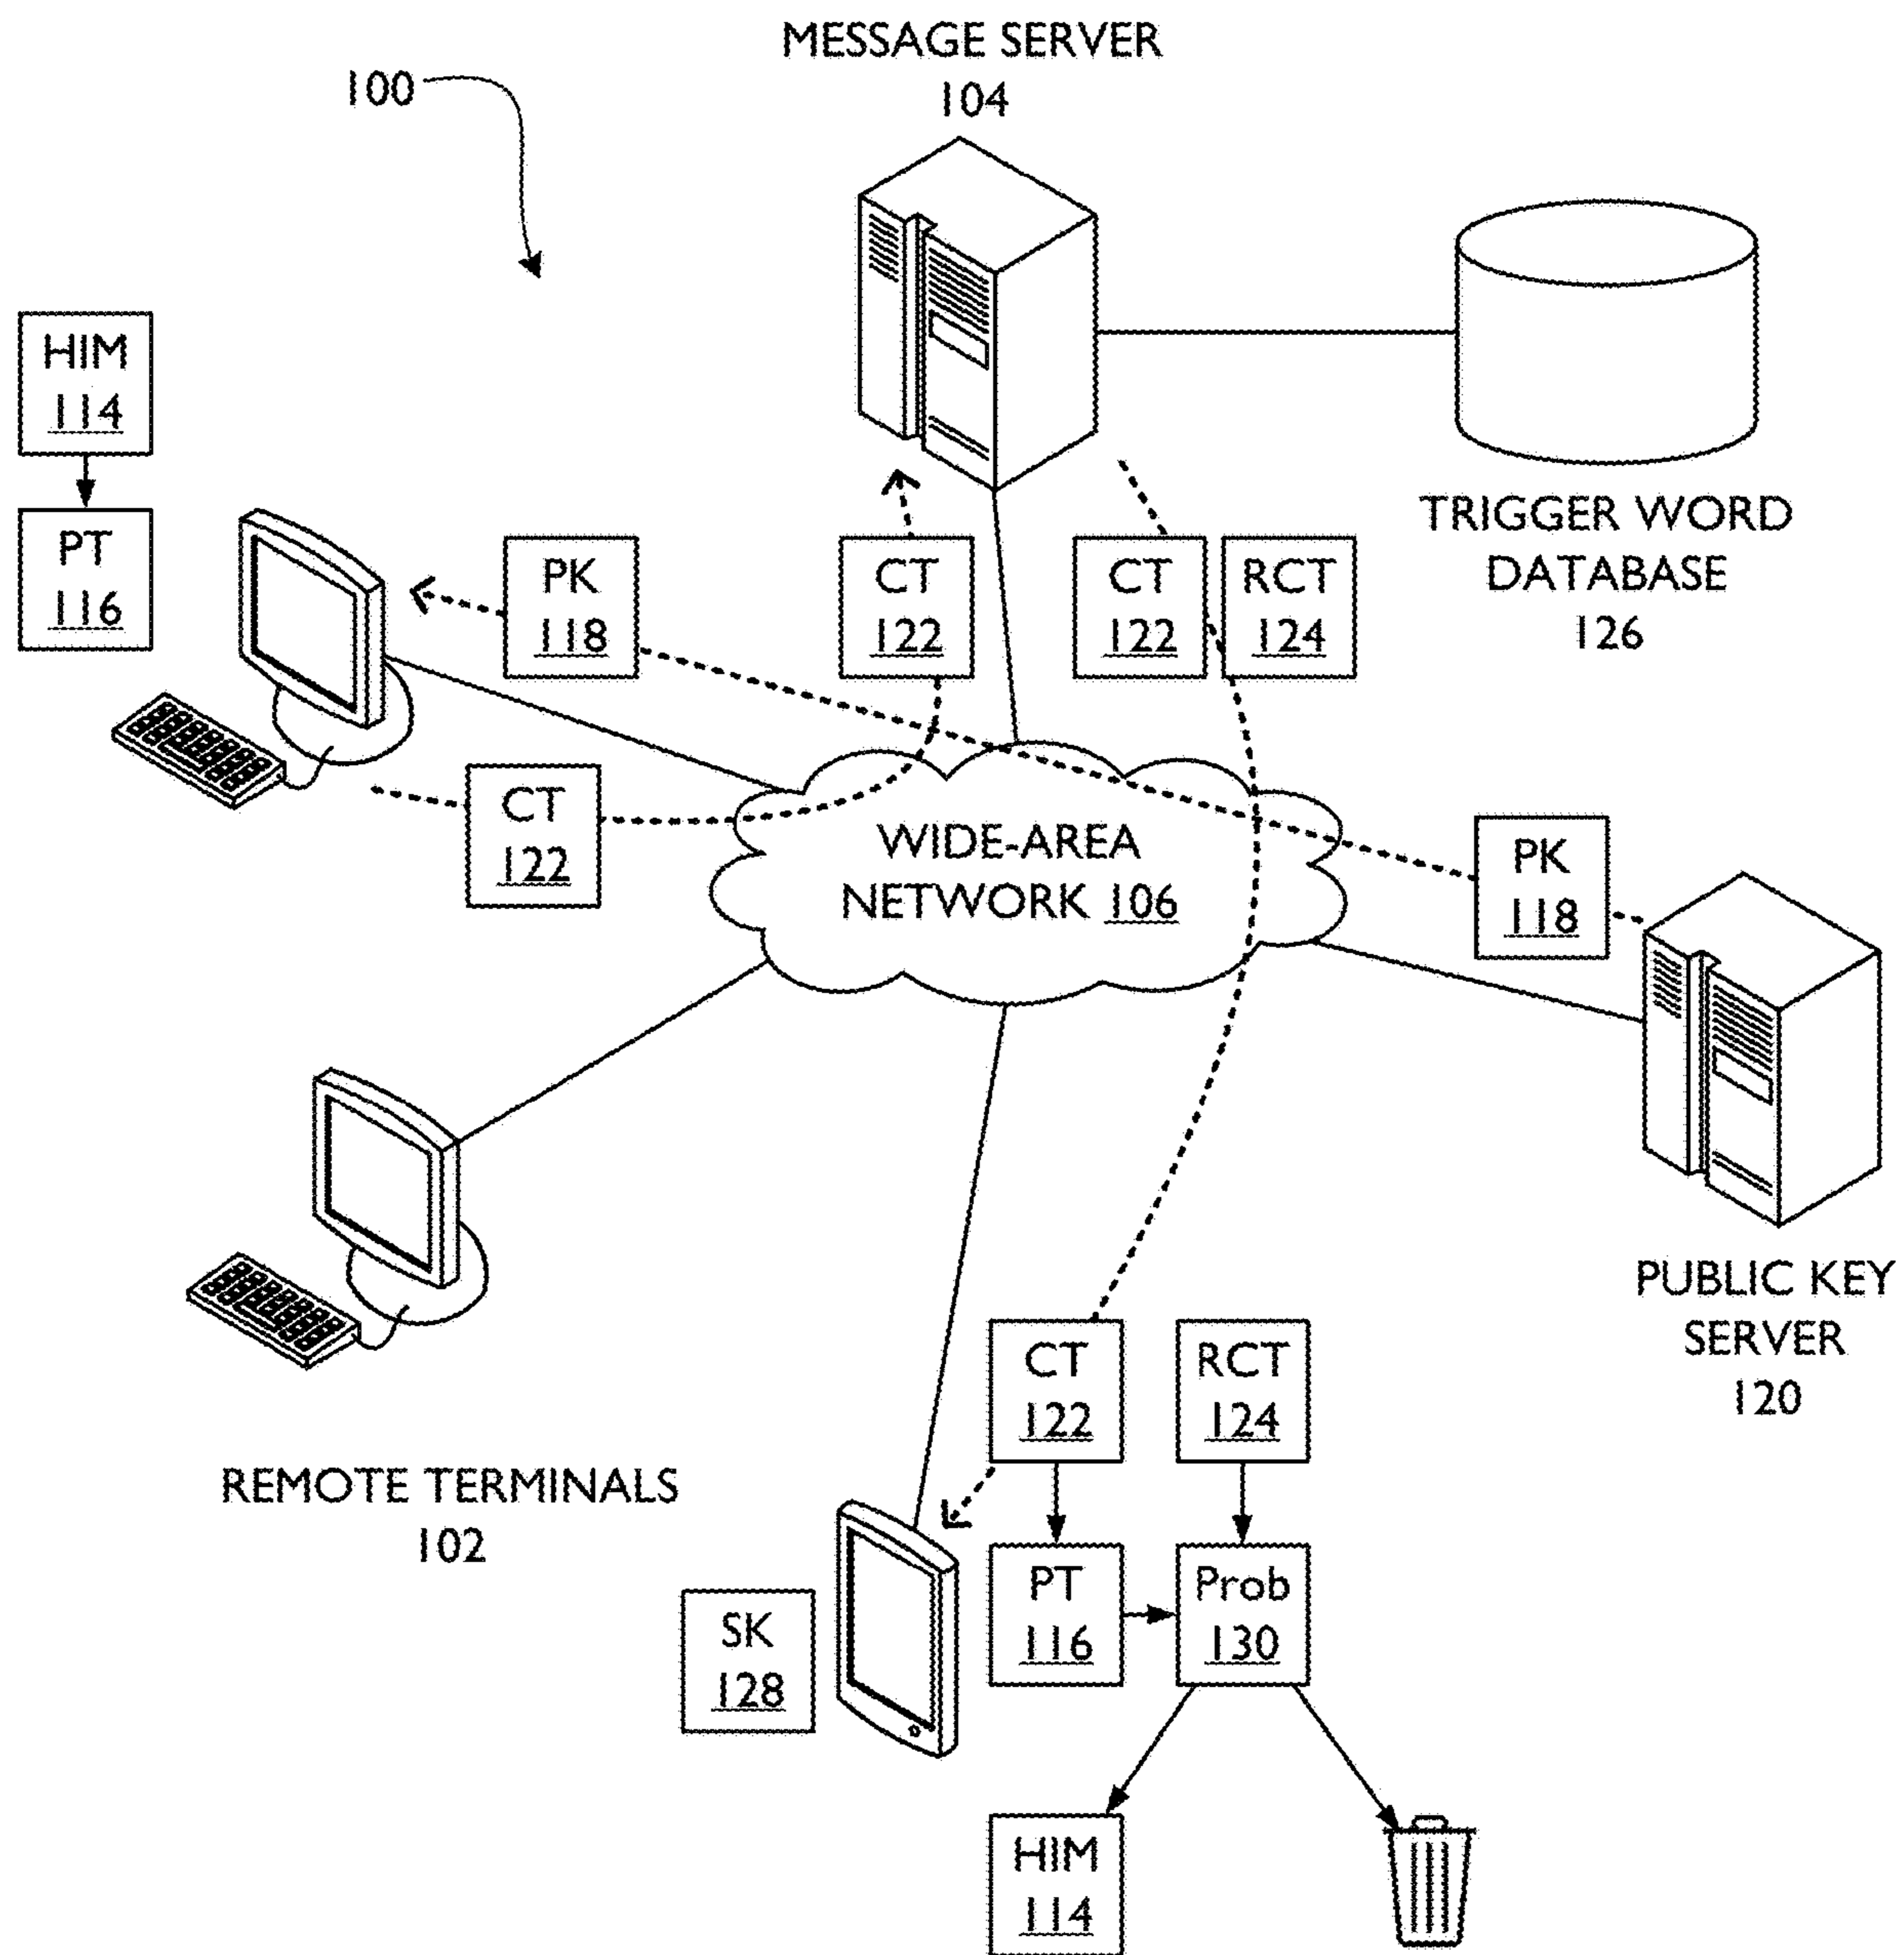 MESSAGE SERVER
104
100
HIM
114
PT
116
PK
118
CT
122
CT
122
RCT
124
TRIGGER WORD
DATABASE
126
CT
122
WIDE-AREA
NETWORK 106
PK
118
PUBLIC KEY
SERVER
120
REMOTE TERMINALS
102
CT
122
RCT
124
SK
128
PT
116
Prob
130
HIM
114